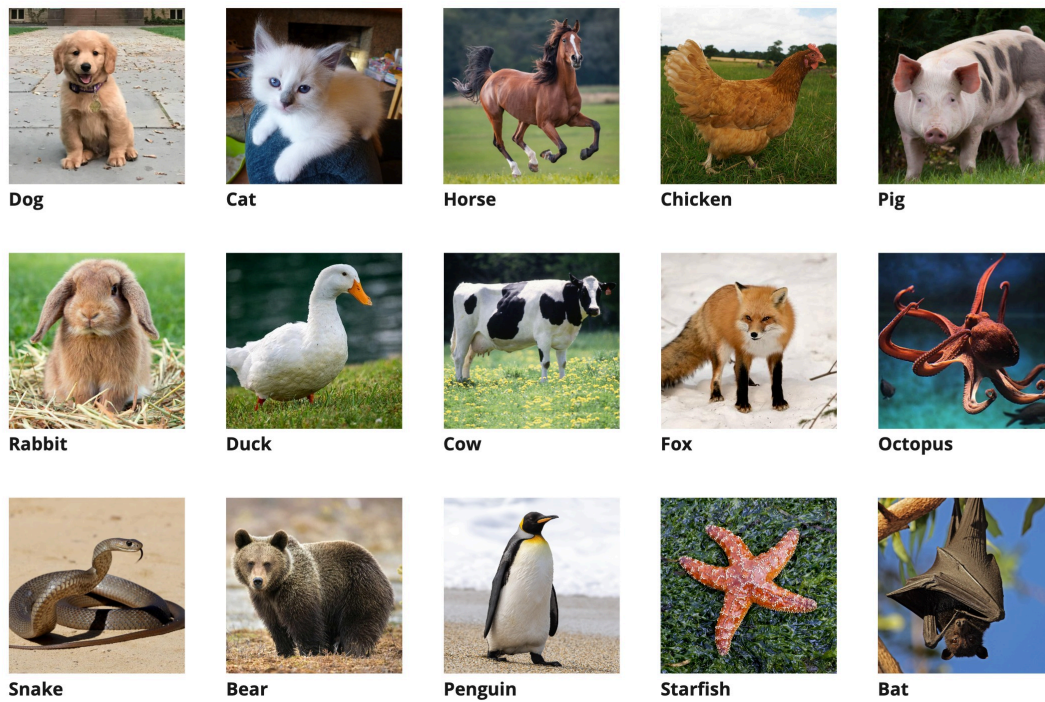 Dog
Cat
Horse
Chicken
Pig
Rabbit
Duck
Cow
Fox
Octopus
Snake
Bear
Penguin
Starfish
Bat